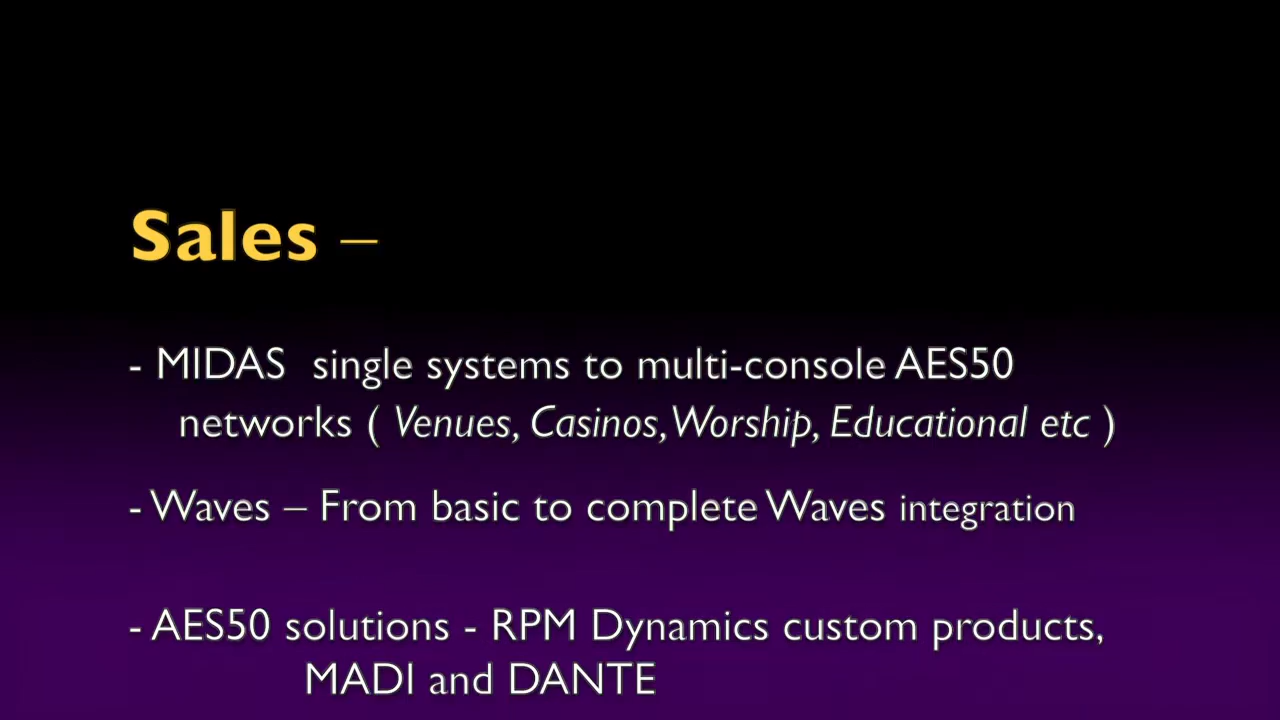 Sales –
- MIDAS  single systems to multi-console AES50
networks ( Venues, Casinos, Worship, Educational etc )
- Waves – From basic to complete Waves integration
- AES50 solutions - RPM Dynamics custom products,
MADI and DANTE